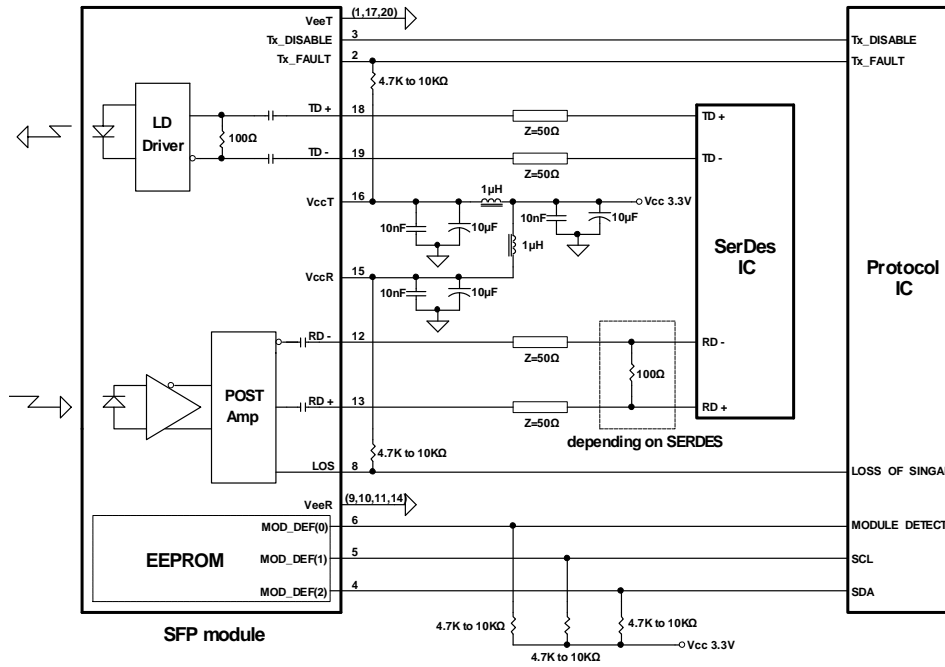 VeeT (1,17,20)
Tx_DISABLE 3 Tx_DISABLE
Tx_FAULT 2 Tx_FAULT
4.7K to 10KΩ
LD
Driver
100Ω
TD + 18 Z=50Ω TD +
TD - 19 Z=50Ω TD -
1µH
VccT 16 Vcc 3.3V
10nF 10µF 10nF 10µF
1µH
SerDes
IC
Protocol
IC
VccR 15
10nF 10µF
RD - 12 Z=50Ω RD -
100Ω
POST
Amp
RD + 13 Z=50Ω RD +
depending on SERDES
4.7K to 10KΩ
LOS 8 LOSS OF SINGAL
VeeR (9,10,11,14)
MOD_DEF(0) 6 MODULE DETECT
EEPROM
MOD_DEF(1) 5 SCL
MOD_DEF(2) 4 SDA
4.7K to 10KΩ 4.7K to 10KΩ
SFP module
Vcc 3.3V
4.7K to 10KΩ